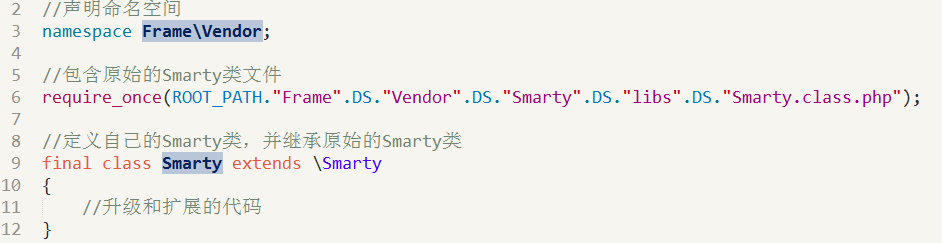 2 //声明命名空间
3 namespace Frame\Vendor;
4
5 //包含原始的Smarty类文件
6 require_once(ROOT_PATH."Frame".DS."Vendor".DS."Smarty".DS."libs".DS."Smarty.class.php");
7
8 //定义自己的Smarty类，并继承原始的Smarty类
9 final class Smarty extends \Smarty
10 {
11 //升级和扩展的代码
12 }